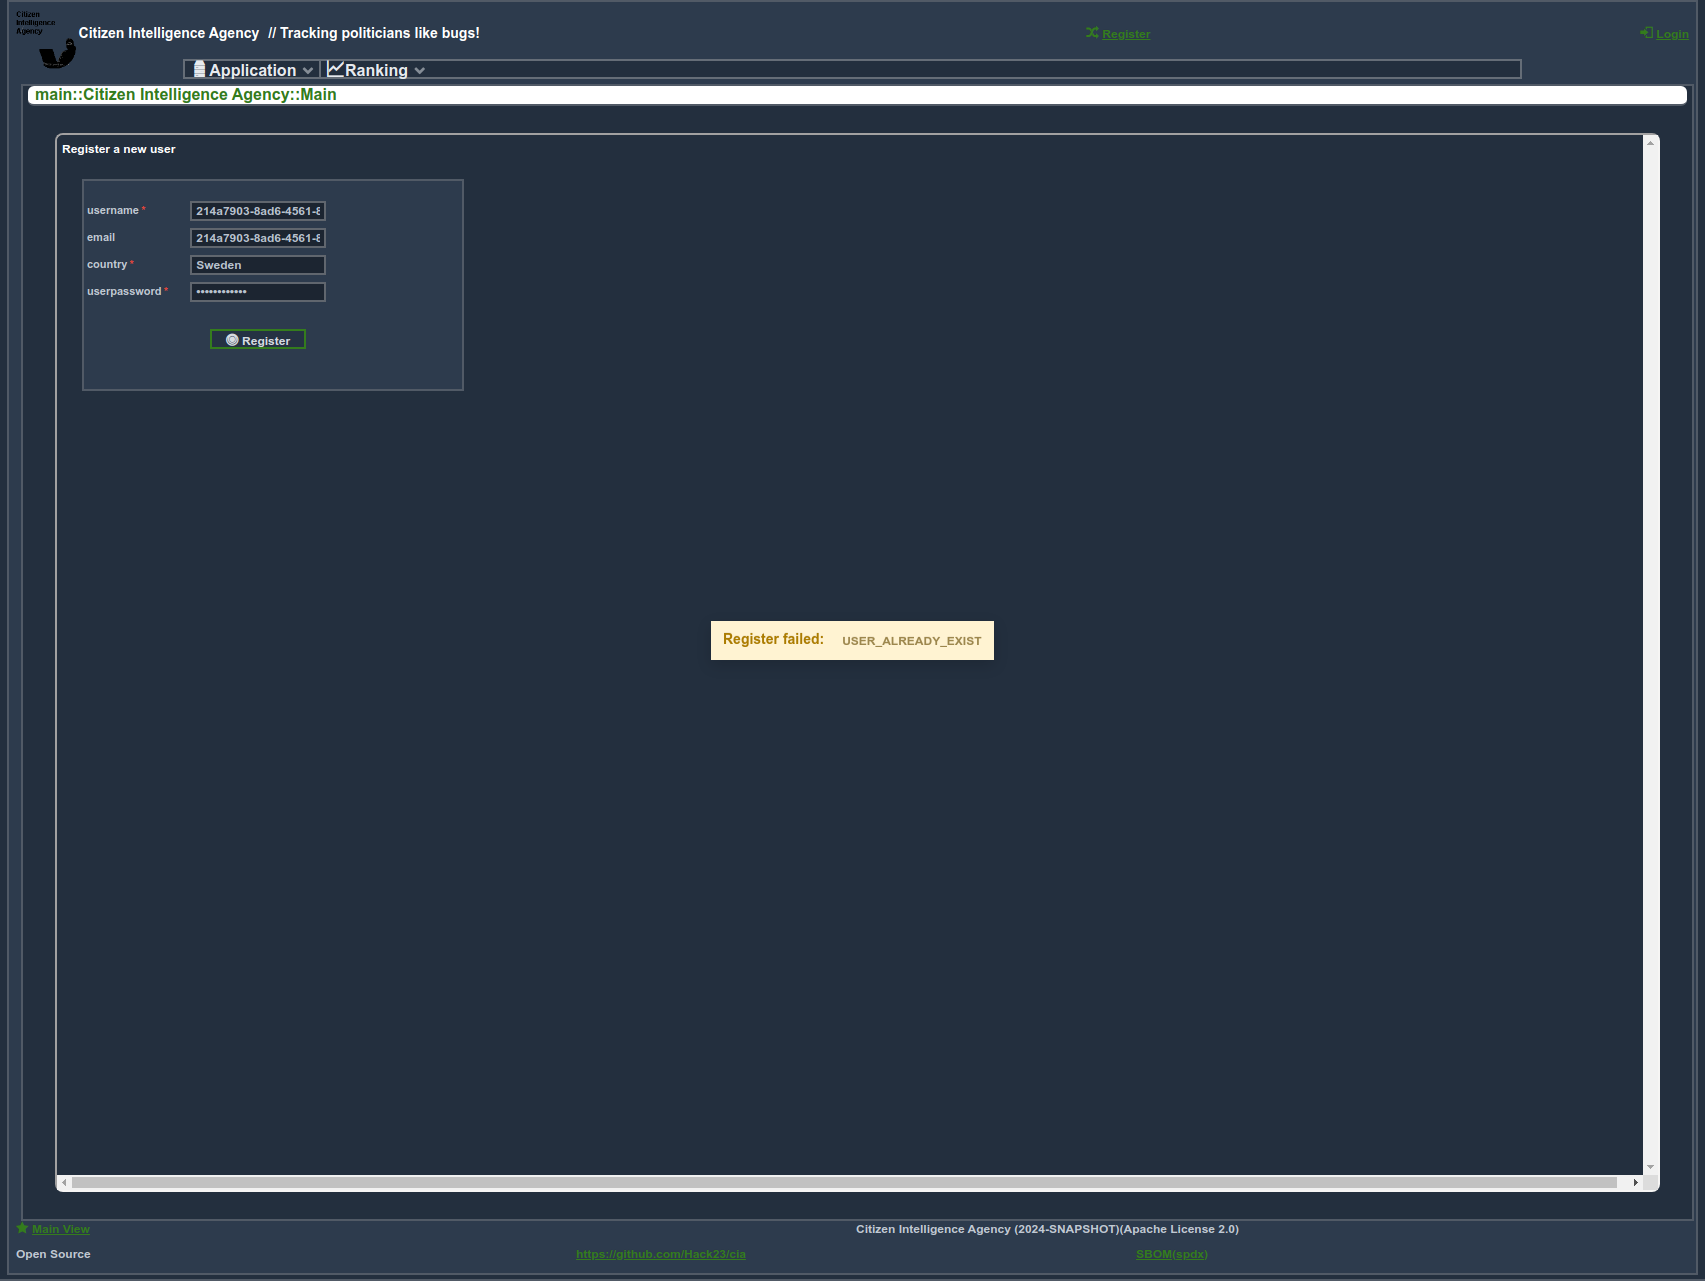 Citizen
Intelligence
Agency
Citizen Intelligence Agency // Tracking politicians like bugs!
Register
Login
Application
Ranking
main::Citizen Intelligence Agency::Main
Register a new user
username * 214a7903-8ad6-4561-8
email 214a7903-8ad6-4561-8
country * Sweden
userpassword * ••••••••••••
Register
Register failed: USER_ALREADY_EXIST
Main View
Citizen Intelligence Agency (2024-SNAPSHOT)(Apache License 2.0)
Open Source
https://github.com/Hack23/cia
SBOM(spdx)